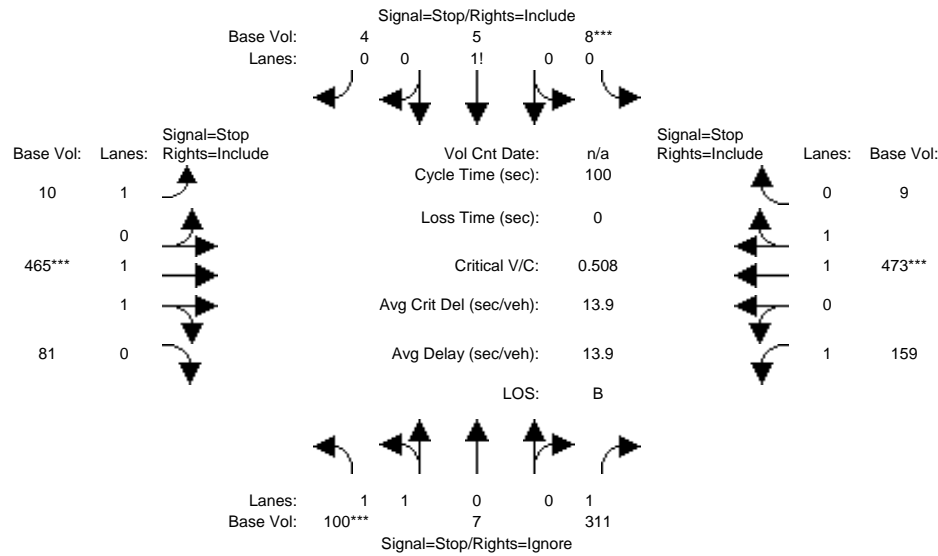 Signal=Stop/Rights=Include
Base Vol: 4 5 8***
Lanes: 0 0 1! 0 0
Signal=Stop
Base Vol: Lanes: Rights=Include
Vol Cnt Date: n/a
Signal=Stop
Rights=Include Lanes: Base Vol:
Cycle Time (sec): 100
10 1
0 9
Loss Time (sec): 0
0
1
465*** 1
Critical V/C: 0.508
1 473***
1
Avg Crit Del (sec/veh): 13.9
0
81 0
Avg Delay (sec/veh): 13.9
1 159
LOS: B
Lanes: 1 1 0 0 1
Base Vol: 100*** 7 311
Signal=Stop/Rights=Ignore